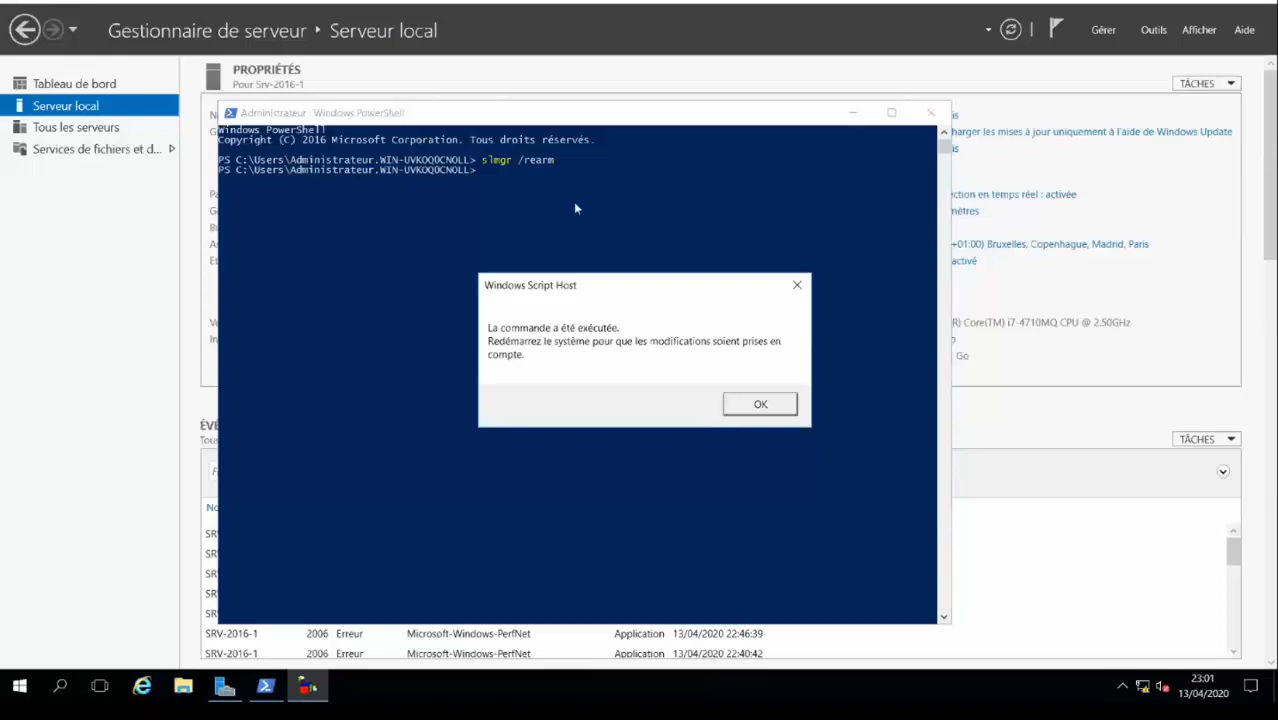 Gestionnaire de serveur ‣ Serveur local
Gérer
Outils
Afficher
Aide
Tableau de bord
Serveur local
Tous les serveurs
Services de fichiers et d...
PROPRIÉTÉS
Pour Srv-2016-1
TÂCHES
Administrateur : Windows PowerShell
Windows PowerShell
Copyright (C) 2016 Microsoft Corporation. Tous droits réservés.
PS C:\Users\Administrateur.WIN-UVKOQ0CNOLL> slmgr /rearm
PS C:\Users\Administrateur.WIN-UVKOQ0CNOLL>
Windows Script Host
La commande a été exécutée.
Redémarrez le système pour que les modifications soient prises en
compte.
OK
harger les mises à jour uniquement à l'aide de Windows Update
ction en temps réel : activée
mètres
+01:00) Bruxelles, Copenhague, Madrid, Paris
activé
R) Core(TM) i7-4710MQ CPU @ 2.50GHz
Go
ÉVÉ
Tous
TÂCHES
SRV-2016-1 2006 Erreur Microsoft-Windows-PerfNet Application 13/04/2020 22:46:39
SRV-2016-1 2006 Erreur Microsoft-Windows-PerfNet Application 13/04/2020 22:40:42
23:01
13/04/2020